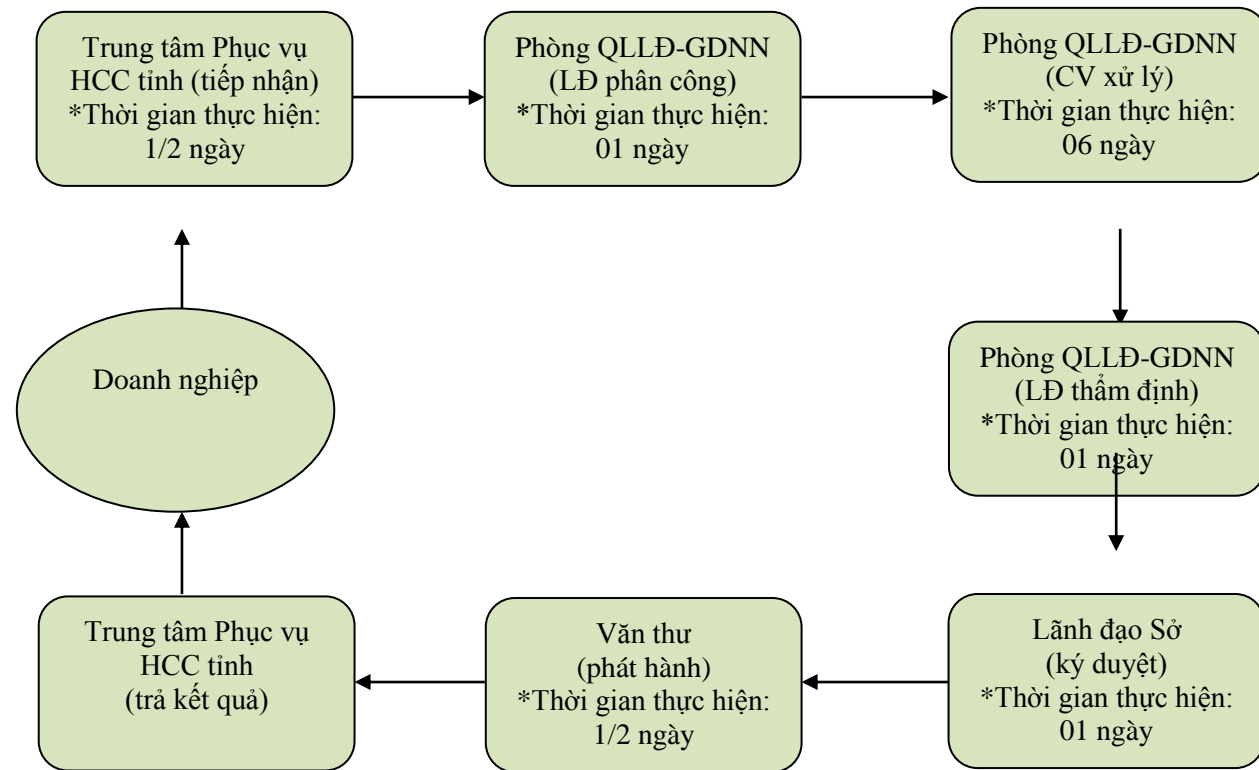 Trung tâm Phục vụ
HCC tỉnh (tiếp nhận)
*Thời gian thực hiện:
1/2 ngày
Phòng QLLĐ-GDNN
(LĐ phân công)
*Thời gian thực hiện:
01 ngày
Phòng QLLĐ-GDNN
(CV xử lý)
*Thời gian thực hiện:
06 ngày
Phòng QLLĐ-GDNN
(LĐ thẩm định)
*Thời gian thực hiện:
01 ngày
Lãnh đạo Sở
(ký duyệt)
*Thời gian thực hiện:
01 ngày
Văn thư
(phát hành)
*Thời gian thực hiện:
1/2 ngày
Trung tâm Phục vụ
HCC tỉnh
(trả kết quả)
Doanh nghiệp